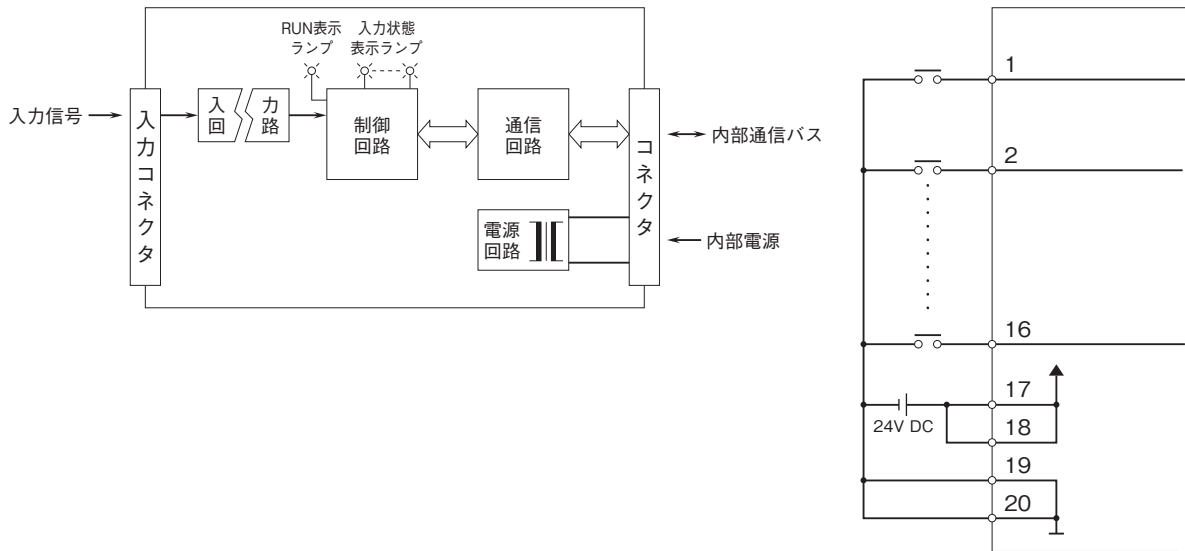 RUN表示
ランプ
入力状態
表示ランプ
入力信号
入力コネクタ
入力
回路
制御
回路
通信
回路
コネクタ
内部通信バス
電源
回路
内部電源
1
2
16
17
24V DC
18
19
20